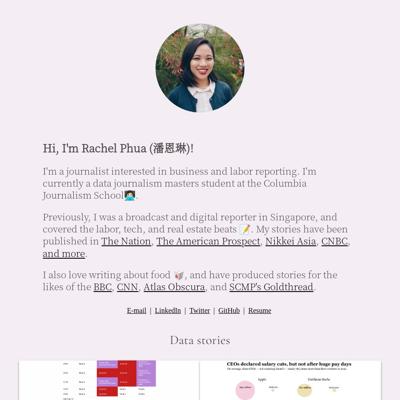 Hi, I'm Rachel Phua (潘恩琳)!
I'm a journalist interested in business and labor reporting. I'm
currently a data journalism masters student at the Columbia
Journalism School👩🏻‍💻.
Previously, I was a broadcast and digital reporter in Singapore, and
covered the labor, tech, and real estate beats 📝. My stories have been
published in The Nation, The American Prospect, Nikkei Asia, CNBC,
and more.
I also love writing about food 🥡, and have produced stories for the
likes of the BBC, CNN, Atlas Obscura, and SCMP's Goldthread.
E-mail | LinkedIn | Twitter | GitHub | Resume
Data stories
CEOs declared salary cuts, but not after huge pay days